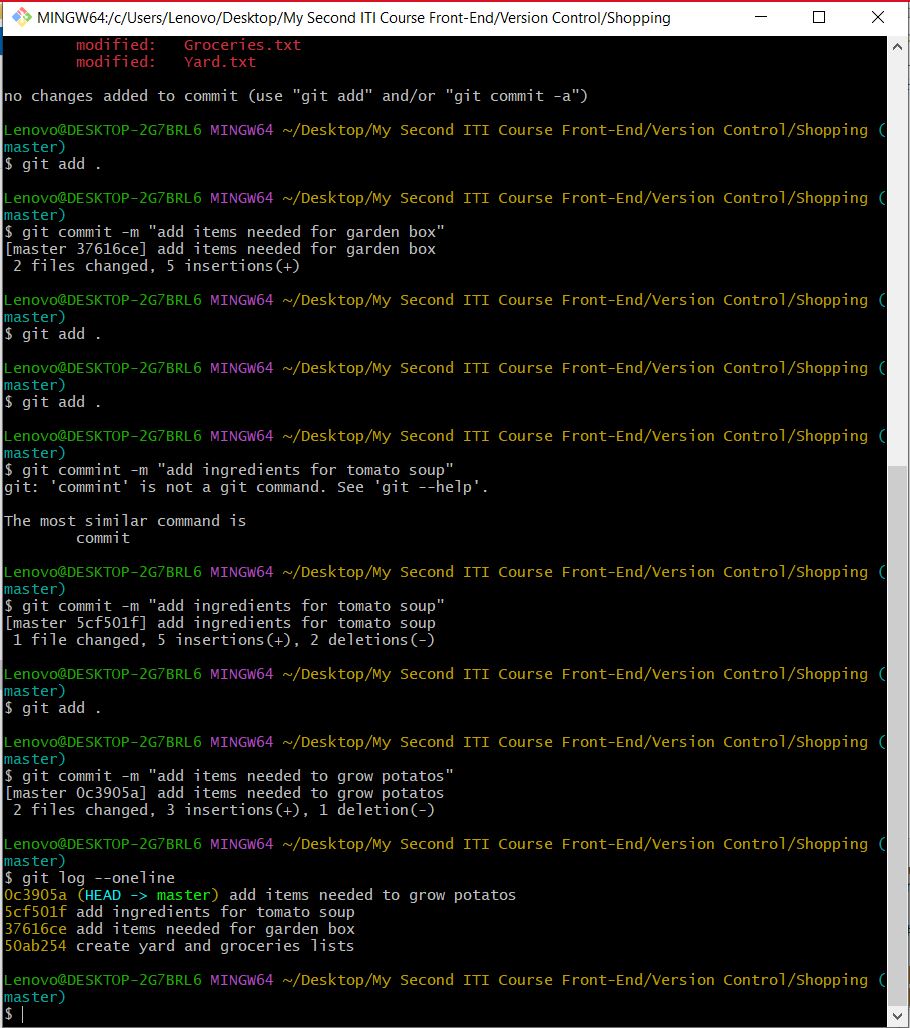 MINGW64:/c/Users/Lenovo/Desktop/My Second ITI Course Front-End/Version Control/Shopping
modified:   Groceries.txt
modified:   Yard.txt
no changes added to commit (use "git add" and/or "git commit -a")
Lenovo@DESKTOP-2G7BRL6 MINGW64 ~/Desktop/My Second ITI Course Front-End/Version Control/Shopping (
master)
$ git add .
Lenovo@DESKTOP-2G7BRL6 MINGW64 ~/Desktop/My Second ITI Course Front-End/Version Control/Shopping (
master)
$ git commit -m "add items needed for garden box"
[master 37616ce] add items needed for garden box
 2 files changed, 5 insertions(+)
Lenovo@DESKTOP-2G7BRL6 MINGW64 ~/Desktop/My Second ITI Course Front-End/Version Control/Shopping (
master)
$ git add .
Lenovo@DESKTOP-2G7BRL6 MINGW64 ~/Desktop/My Second ITI Course Front-End/Version Control/Shopping (
master)
$ git add .
Lenovo@DESKTOP-2G7BRL6 MINGW64 ~/Desktop/My Second ITI Course Front-End/Version Control/Shopping (
master)
$ git commint -m "add ingredients for tomato soup"
git: 'commint' is not a git command. See 'git --help'.
The most similar command is
commit
Lenovo@DESKTOP-2G7BRL6 MINGW64 ~/Desktop/My Second ITI Course Front-End/Version Control/Shopping (
master)
$ git commit -m "add ingredients for tomato soup"
[master 5cf501f] add ingredients for tomato soup
 1 file changed, 5 insertions(+), 2 deletions(-)
Lenovo@DESKTOP-2G7BRL6 MINGW64 ~/Desktop/My Second ITI Course Front-End/Version Control/Shopping (
master)
$ git add .
Lenovo@DESKTOP-2G7BRL6 MINGW64 ~/Desktop/My Second ITI Course Front-End/Version Control/Shopping (
master)
$ git commit -m "add items needed to grow potatos"
[master 0c3905a] add items needed to grow potatos
 2 files changed, 3 insertions(+), 1 deletion(-)
Lenovo@DESKTOP-2G7BRL6 MINGW64 ~/Desktop/My Second ITI Course Front-End/Version Control/Shopping (
master)
$ git log --oneline
0c3905a (HEAD -> master) add items needed to grow potatos
5cf501f add ingredients for tomato soup
37616ce add items needed for garden box
50ab254 create yard and groceries lists
Lenovo@DESKTOP-2G7BRL6 MINGW64 ~/Desktop/My Second ITI Course Front-End/Version Control/Shopping (
master)
$